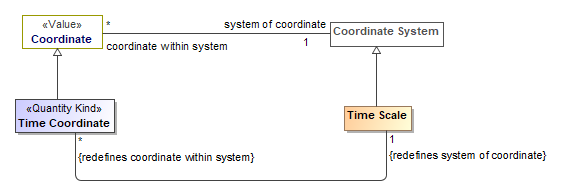 «Value»
Coordinate
*
system of coordinate
coordinate within system
1
Coordinate System
«Quantity Kind»
Time Coordinate
Time Scale
*
{redefines coordinate within system}
1
{redefines system of coordinate}